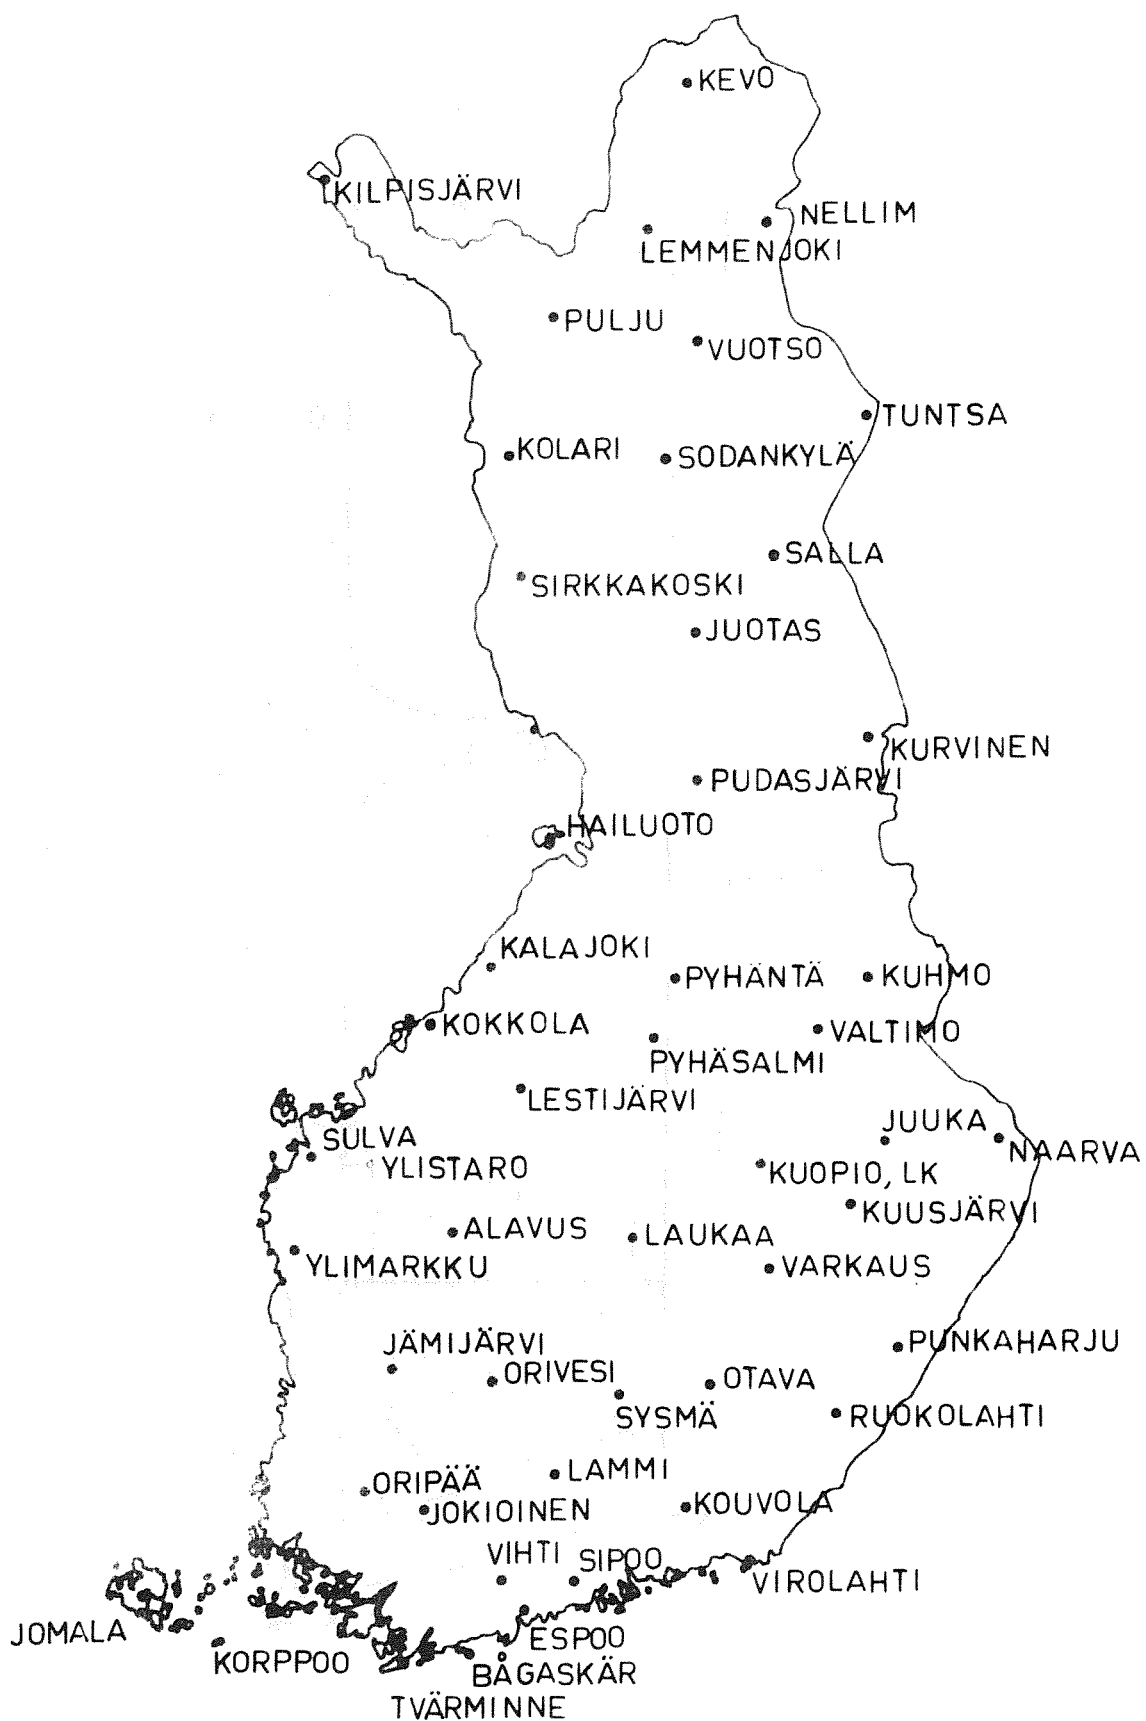 KEVO
KILPISJÄRVI
NELLIM
LEMMENJOKI
PULJU
VUOTSO
TUNTSA
KOLARI
SODANKYLÄ
SALLA
SIRKKAKOSKI
JUOTAS
KURVINEN
PUDASJÄRVI
HAILUOTO
KALAJOKI
PYHÄNTÄ
KUHMO
KOKKOLA
VALTIMO
PYHÄSALMI
LESTIJÄRVI
JUUKA
SULVA
NAARVA
YLISTARO
KUOPIO, LK
KUUSJÄRVI
ALAVUS
LAUKAA
YLIMARKKU
VARKAUS
JÄMIJÄRVI
PUNKAHARJU
ORIVESI
OTAVA
SYSMÄ
RUOKOLAHTI
LAMMI
ORIPÄÄ
JOKIOINEN
KOUVOLA
VIHTI
SIPOO
VIROLAHTI
JOMALA
ESPOO
KORPPOO
BÅGASKÄR
TVÄRMINNE